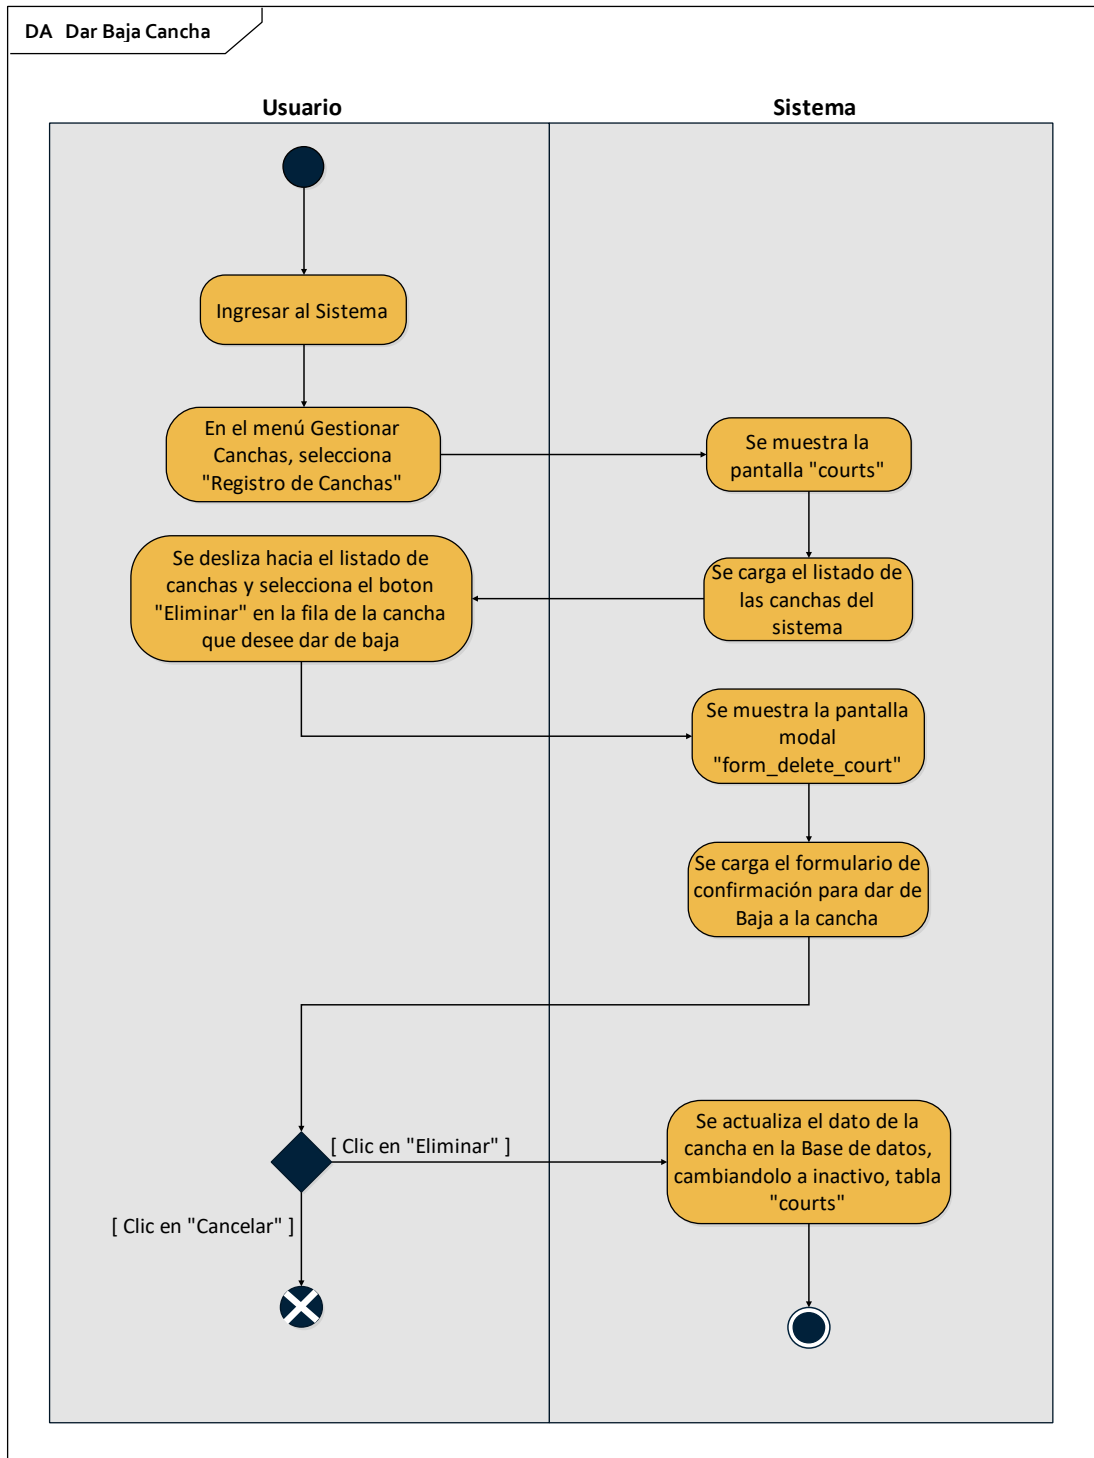 DA Dar Baja Cancha
Usuario
Sistema
Ingresar al Sistema
En el menú Gestionar
Canchas, selecciona
"Registro de Canchas"
Se muestra la
pantalla "courts"
Se carga el listado de
las canchas del
sistema
Se desliza hacia el listado de
canchas y selecciona el boton
"Eliminar" en la fila de la cancha
que desee dar de baja
Se muestra la pantalla
modal
"form_delete_court"
Se carga el formulario de
confirmación para dar de
Baja a la cancha
[ Clic en "Eliminar" ]
Se actualiza el dato de la
cancha en la Base de datos,
cambiandolo a inactivo, tabla
"courts"
[ Clic en "Cancelar" ]